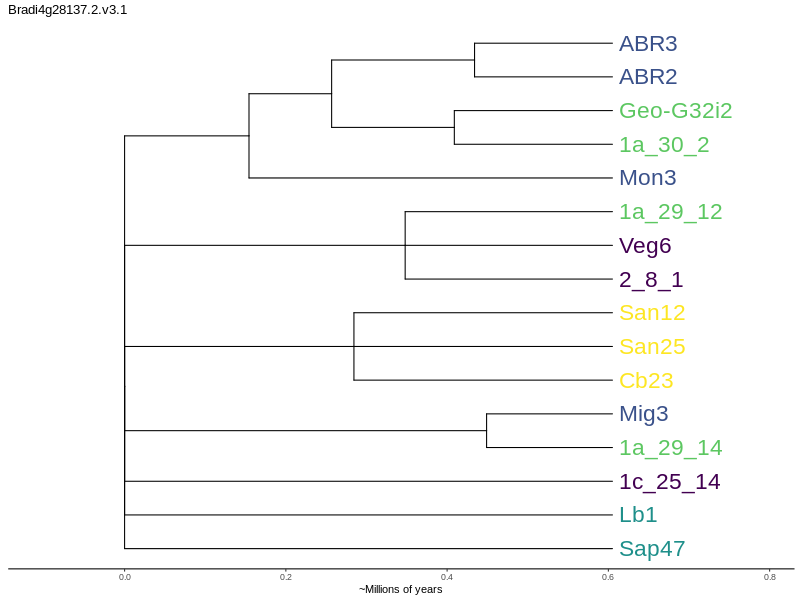 Bradi4g28137.2.v3.1
ABR3
ABR2
Geo-G32i2
1a_30_2
Mon3
1a_29_12
Veg6
2_8_1
San12
San25
Cb23
Mig3
1a_29_14
1c_25_14
Lb1
Sap47
0.0 0.2 0.4 0.6 0.8
~Millions of years